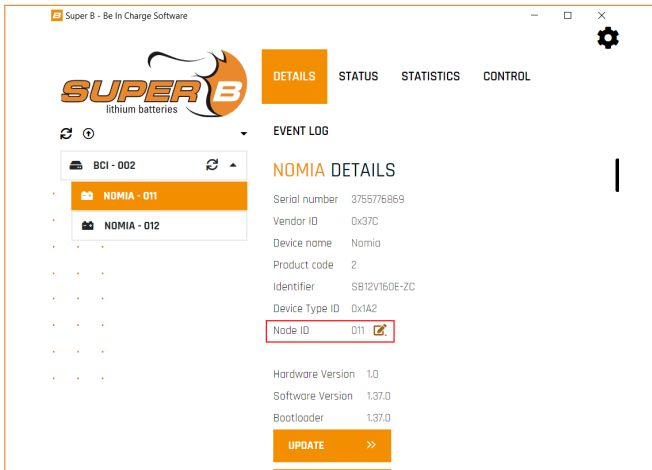 Super B - Be In Charge Software
SUPER B
lithium batteries
DETAILS STATUS STATISTICS CONTROL
EVENT LOG
BCI - 002
NOMIA - 011
NOMIA - 012
NOMIA DETAILS
Serial number 3755776869
Vendor ID 0x37C
Device name Nomia
Product code 2
Identifier SB12V160E-ZC
Device Type ID 0x1A2
Node ID 011
Hardware Version 1.0
Software Version 1.37.0
Bootloader 1.37.0
UPDATE >>